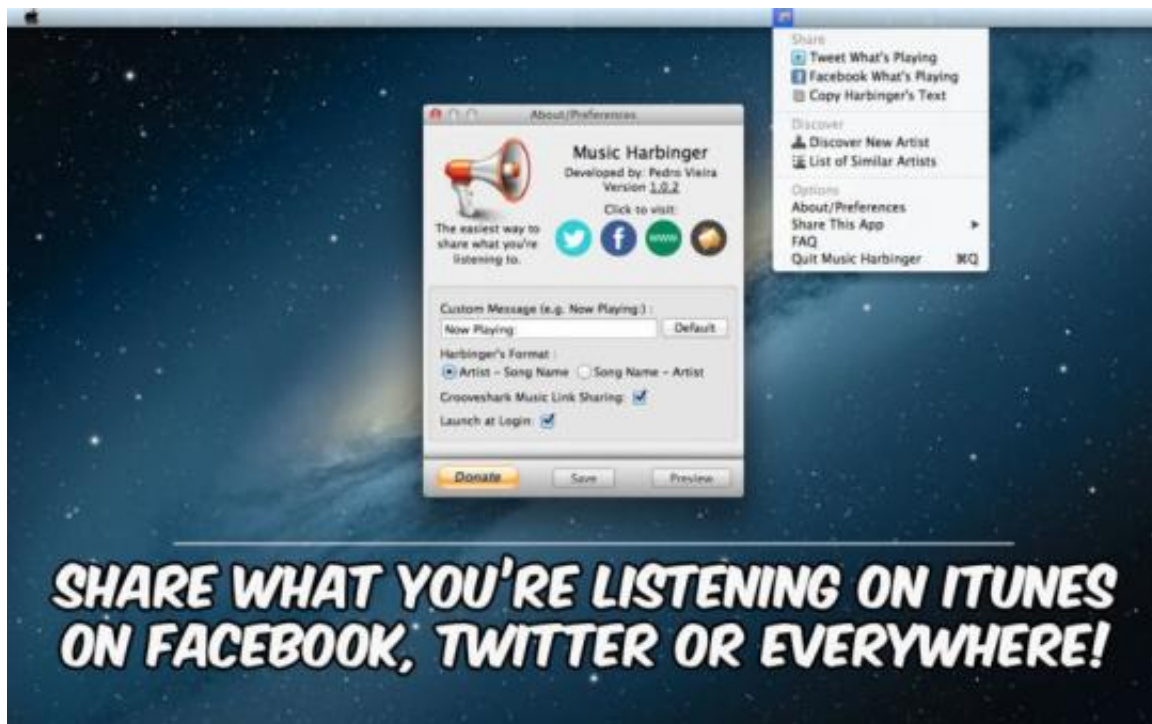 Share
Tweet What's Playing
Facebook What's Playing
Copy Harbinger's Text
Discover
Discover New Artist
List of Similar Artists
Options
About/Preferences
Share This App
FAQ
Quit Music Harbinger ⌘Q
About/Preferences
Music Harbinger
Developed by: Pedro Vieira
Version 1.0.2
Click to visit:
www
The easiest way to
share what you're
listening to.
Custom Message (e.g. Now Playing:) :
Now Playing: Default
Harbinger's Format :
Artist - Song Name Song Name - Artist
Grooveshark Music Link Sharing:
Launch at Login:
Donate Save Preview
SHARE WHAT YOU'RE LISTENING ON ITUNES
ON FACEBOOK, TWITTER OR EVERYWHERE!